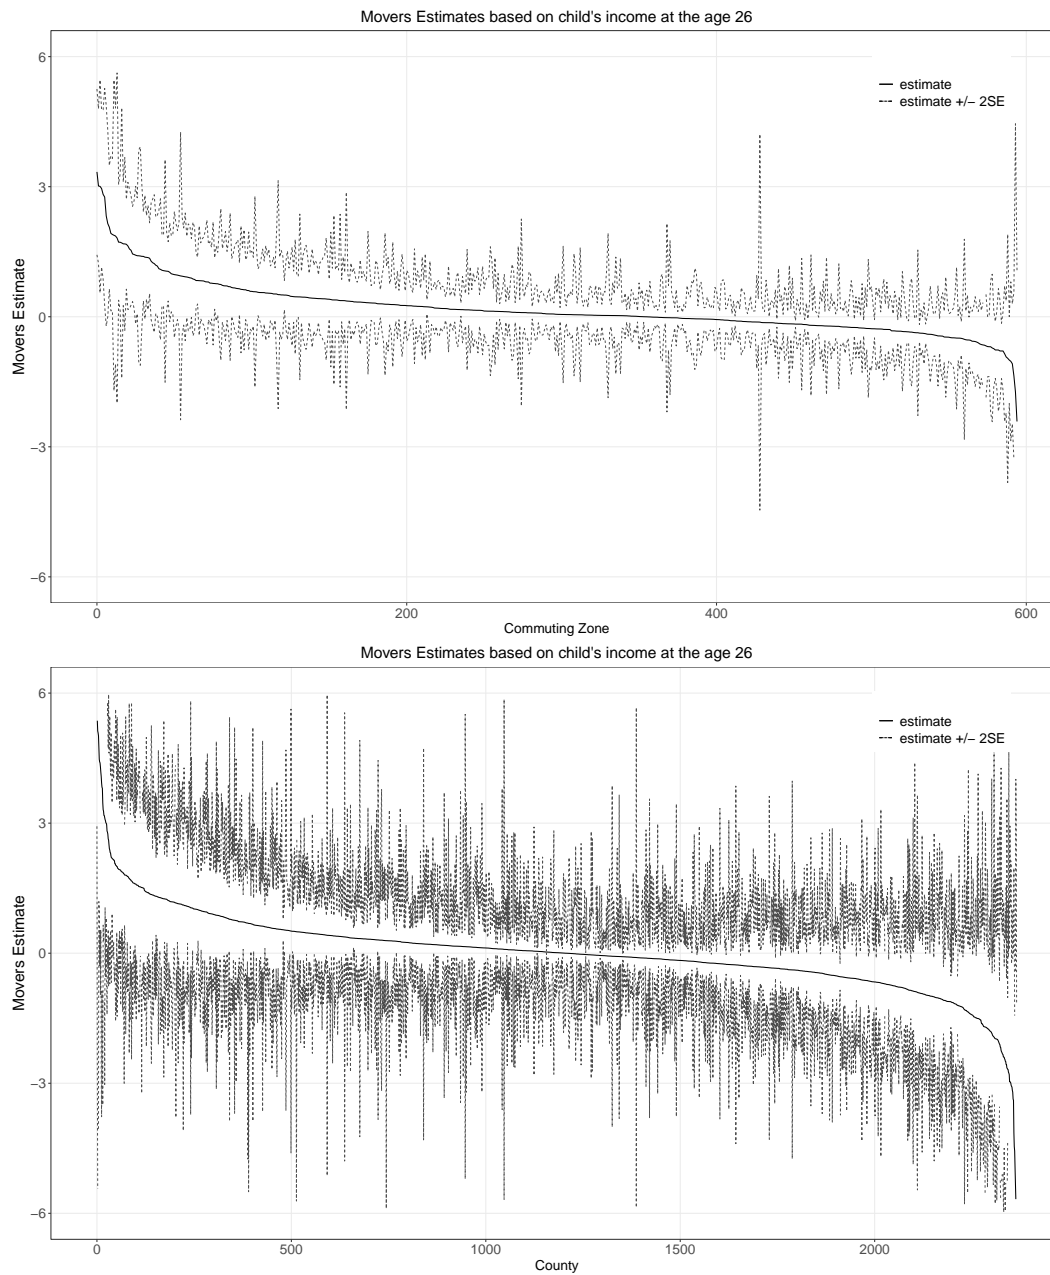 Movers Estimates based on child's income at the age 26
6
estimate
estimate +/− 2SE
3
Movers Estimate
0
−3
−6
0 200 400 600
Commuting Zone
Movers Estimates based on child's income at the age 26
6
estimate
estimate +/− 2SE
3
Movers Estimate
0
−3
−6
0 500 1000 1500 2000
County